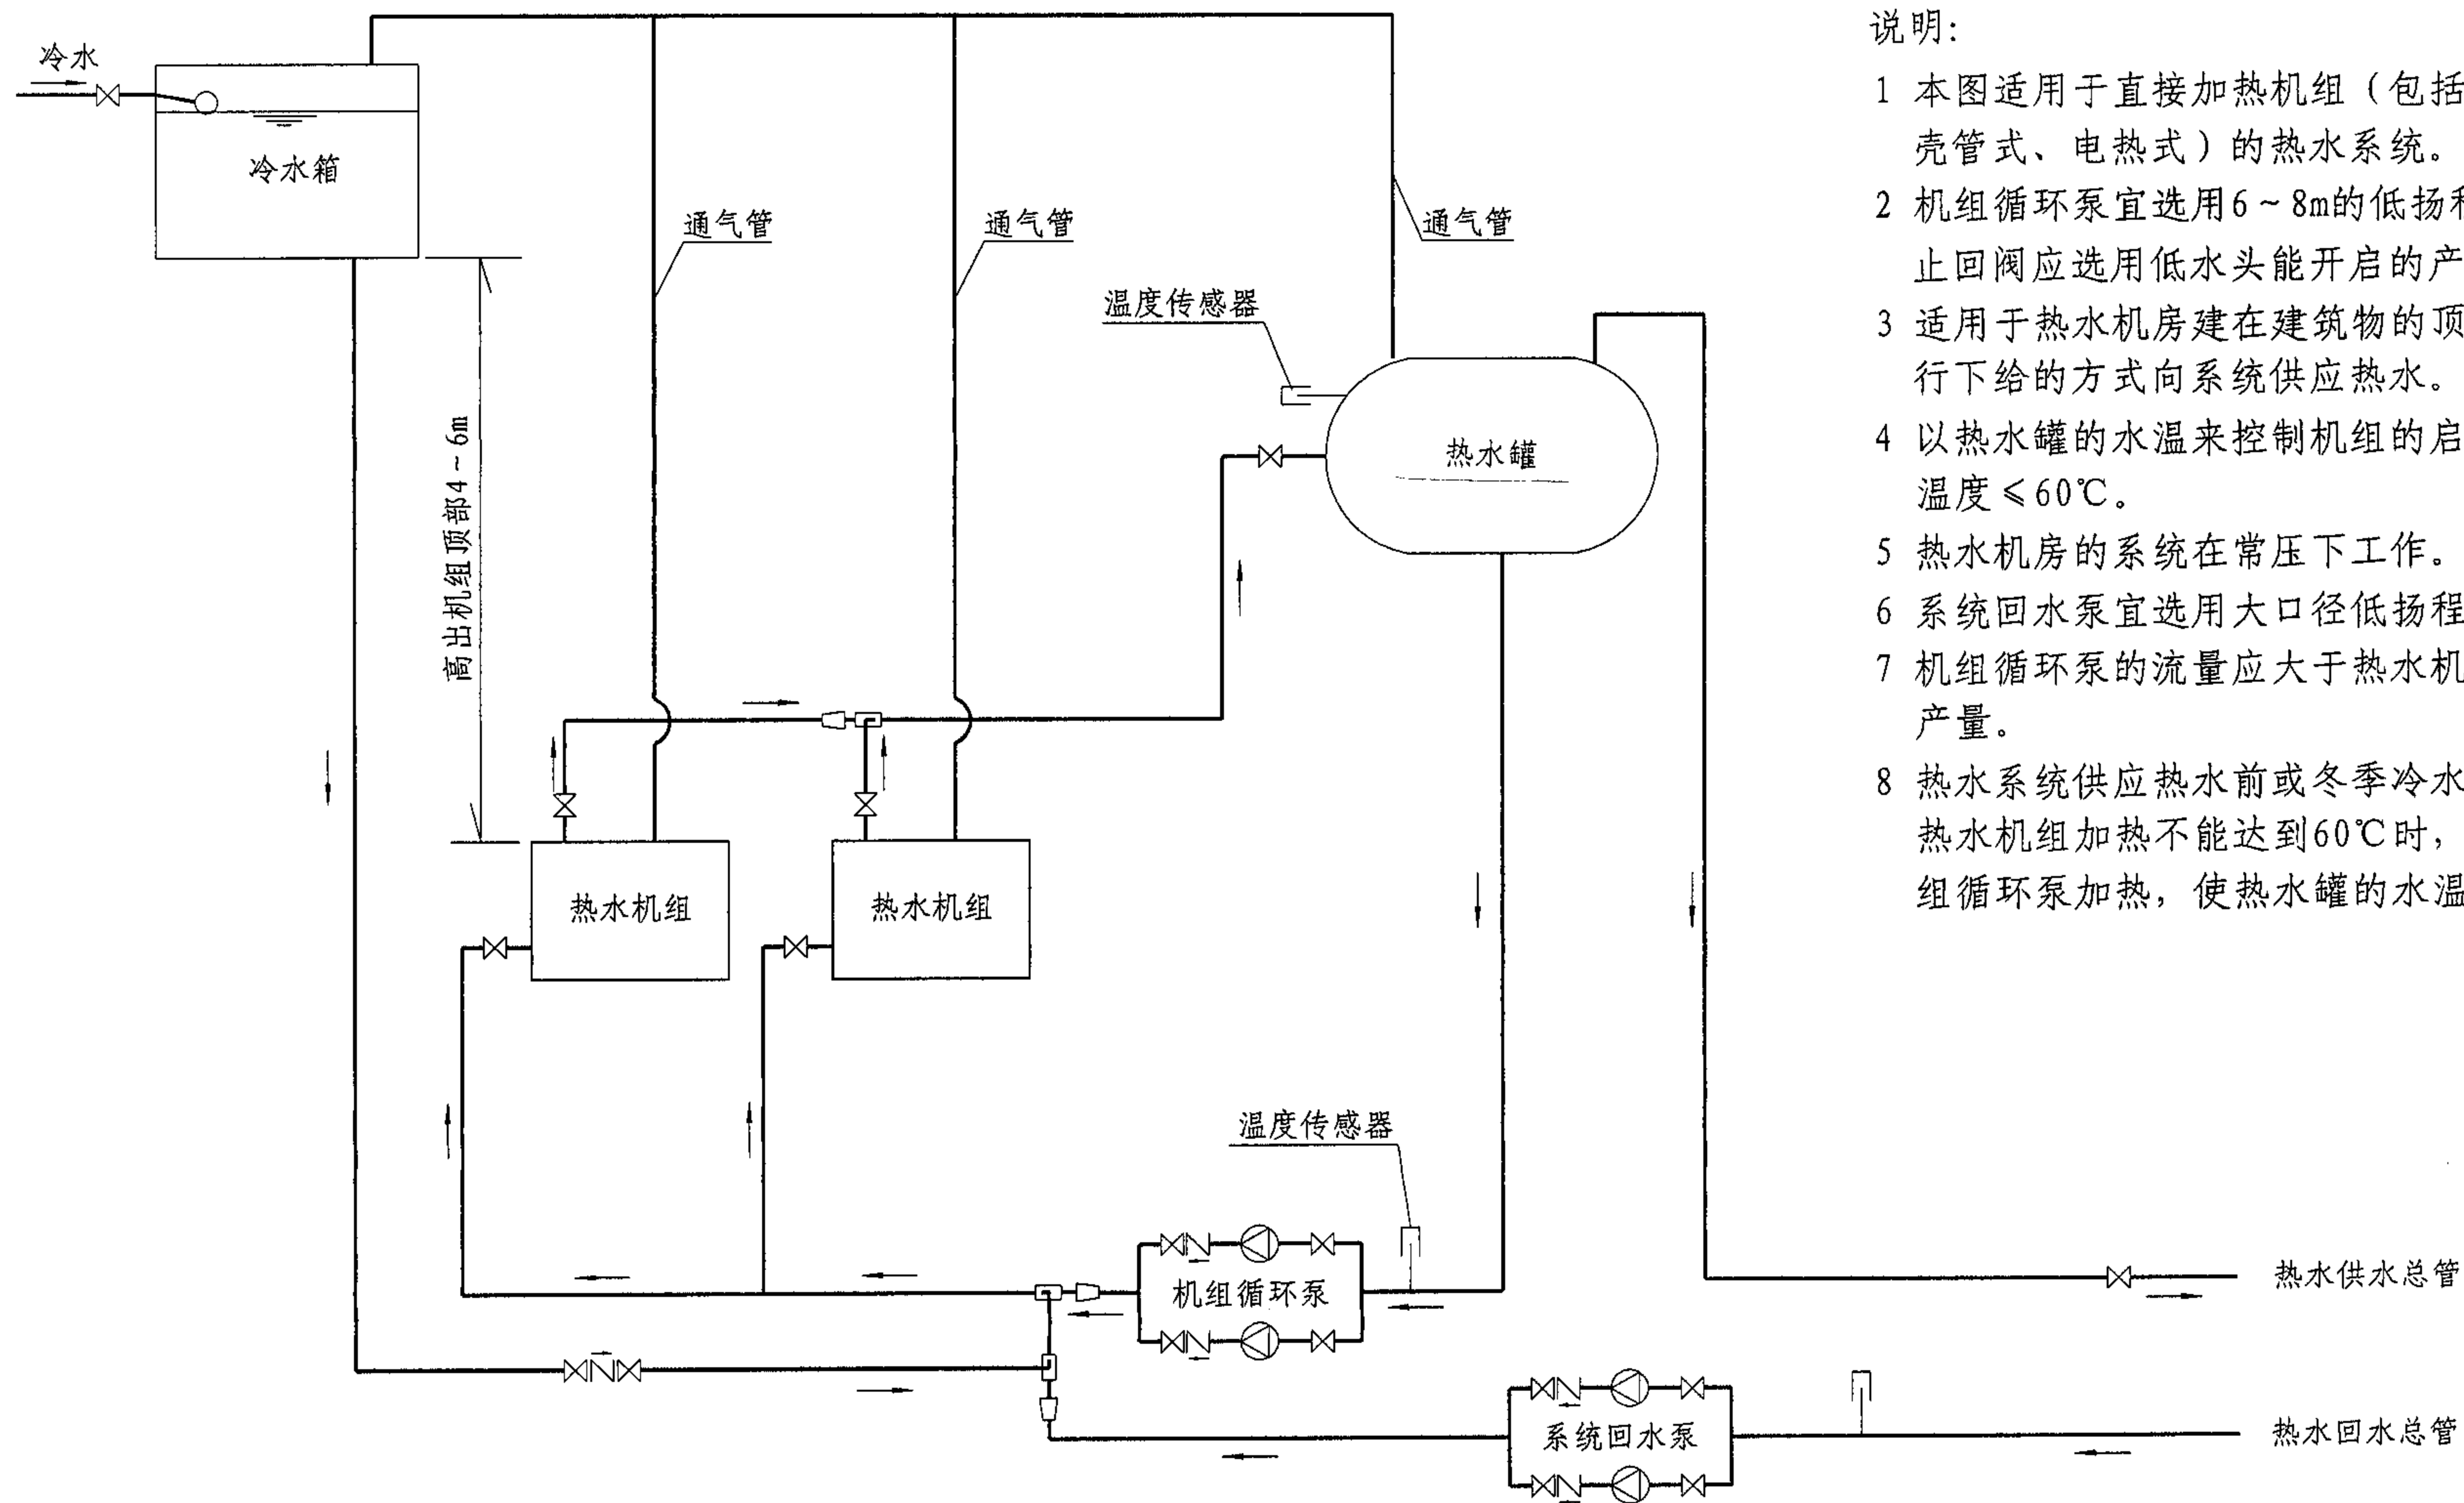 冷水
冷水箱
高出机组顶部4~6m
通气管
通气管
通气管
温度传感器
热水罐
热水机组
热水机组
温度传感器
机组循环泵
系统回水泵
热水供水总管
热水回水总管
说明:
1 本图适用于直接加热机组（包括
壳管式、电热式）的热水系统。
2 机组循环泵宜选用6~8m的低扬程
止回阀应选用低水头能开启的产
3 适用于热水机房建在建筑物的顶
行下给的方式向系统供应热水。
4 以热水罐的水温来控制机组的启
温度≤60℃。
5 热水机房的系统在常压下工作。
6 系统回水泵宜选用大口径低扬程
7 机组循环泵的流量应大于热水机
产量。
8 热水系统供应热水前或冬季冷水
热水机组加热不能达到60℃时，
组循环泵加热，使热水罐的水温